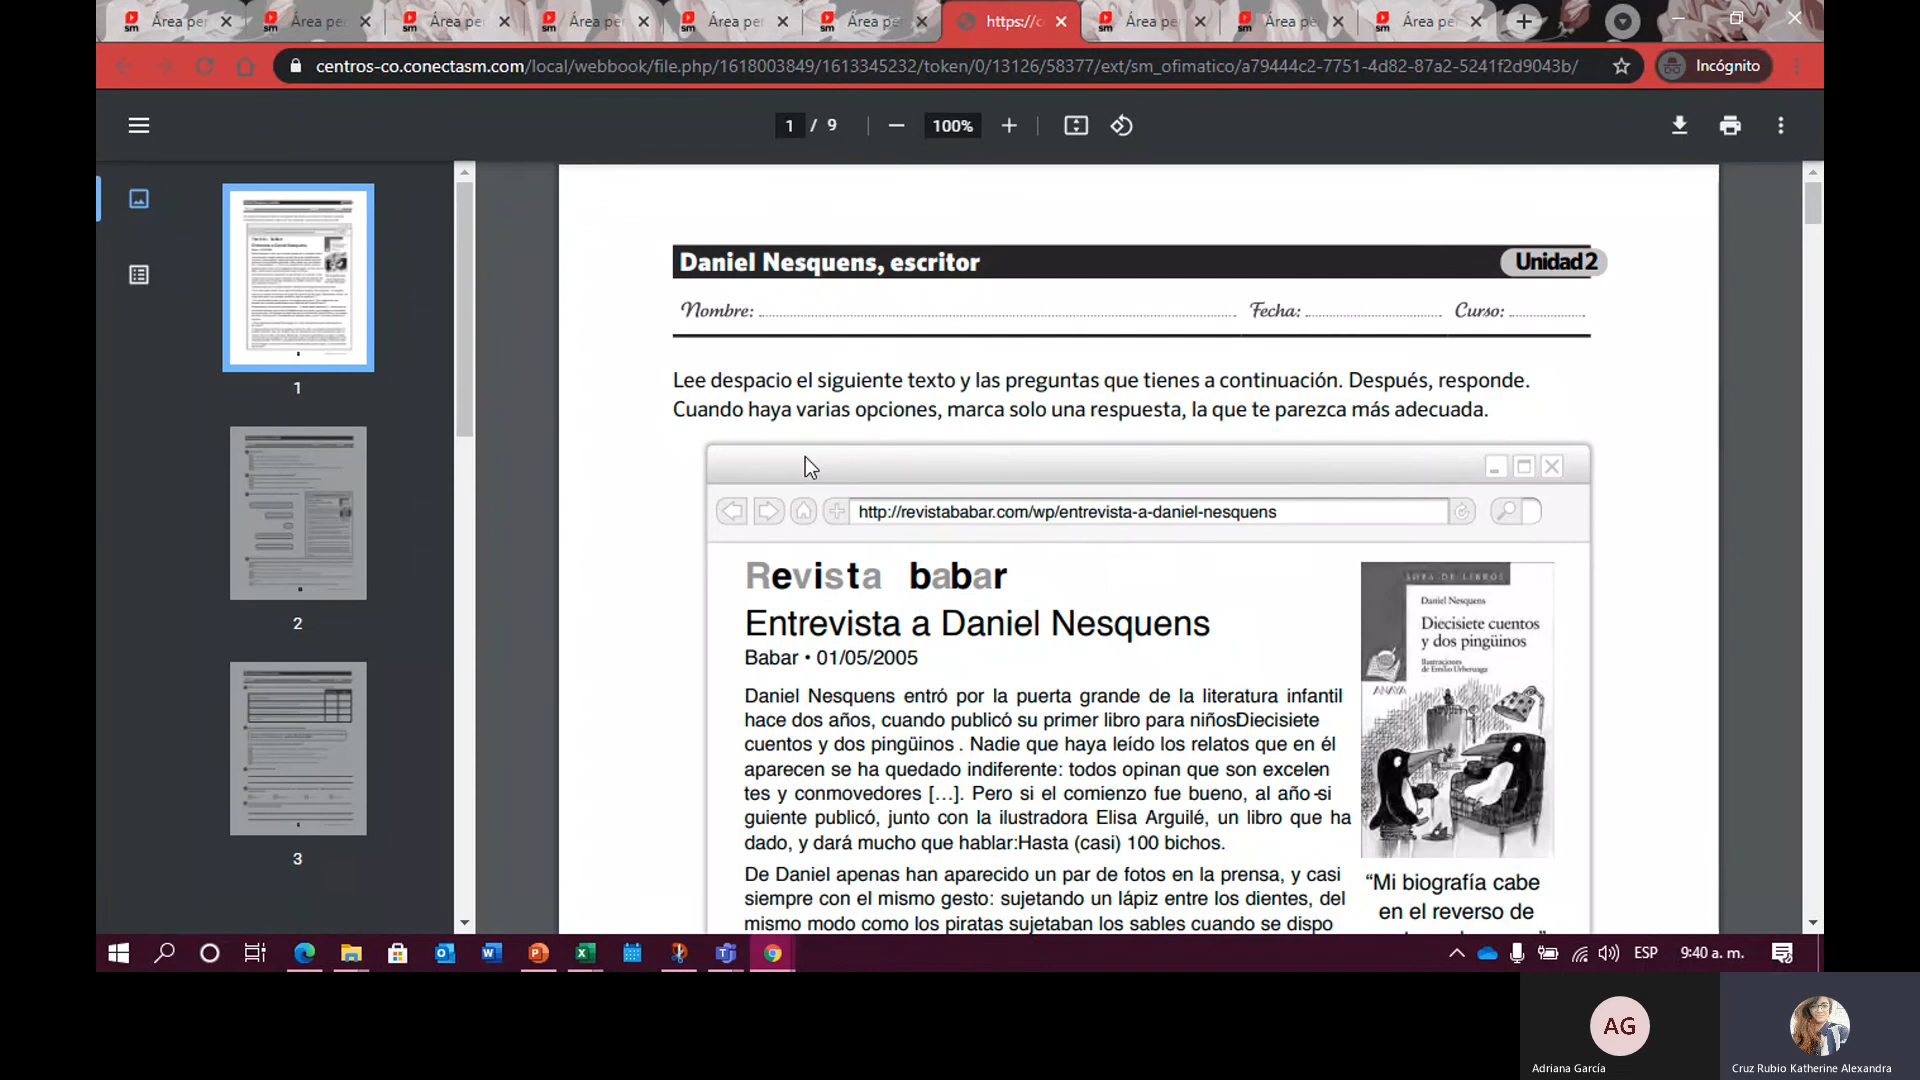 Área pe
Área pe
Área pe
Área pe
Área pe
Área pe
https://c
Área pe
Área pe
Área pe
centros-co.conectasm.com/local/webbook/file.php/1618003849/1613345232/token/0/13126/58377/ext/sm_ofimatico/a79444c2-7751-4d82-87a2-5241f2d9043b/
Incógnito
1 / 9
100%
1
2
3
Daniel Nesquens, escritor
Unidad 2
Nombre:
Fecha:
Curso:
Lee despacio el siguiente texto y las preguntas que tienes a continuación. Después, responde.
Cuando haya varias opciones, marca solo una respuesta, la que te parezca más adecuada.
http://revistababar.com/wp/entrevista-a-daniel-nesquens
Revista babar
Entrevista a Daniel Nesquens
Babar • 01/05/2005
Daniel Nesquens entró por la puerta grande de la literatura infantil
hace dos años, cuando publicó su primer libro para niños:Diecisiete
cuentos y dos pingüinos . Nadie que haya leído los relatos que en él
aparecen se ha quedado indiferente: todos opinan que son excelen
tes y conmovedores [...]. Pero si el comienzo fue bueno, al año -si
guiente publicó, junto con la ilustradora Elisa Arguilé, un libro que ha
dado, y dará mucho que hablar:Hasta (casi) 100 bichos.
De Daniel apenas han aparecido un par de fotos en la prensa, y casi
siempre con el mismo gesto: sujetando un lápiz entre los dientes, del
mismo modo como los piratas sujetaban los sables cuando se dispo
SOPA DE LIBROS
Daniel Nesquens
Diecisiete cuentos
y dos pingüinos
Ilustraciones
de Emilio Urberuaga
ANAYA
“Mi biografía cabe
en el reverso de
ESP
9:40 a. m.
AG
Adriana García
Cruz Rubio Katherine Alexandra